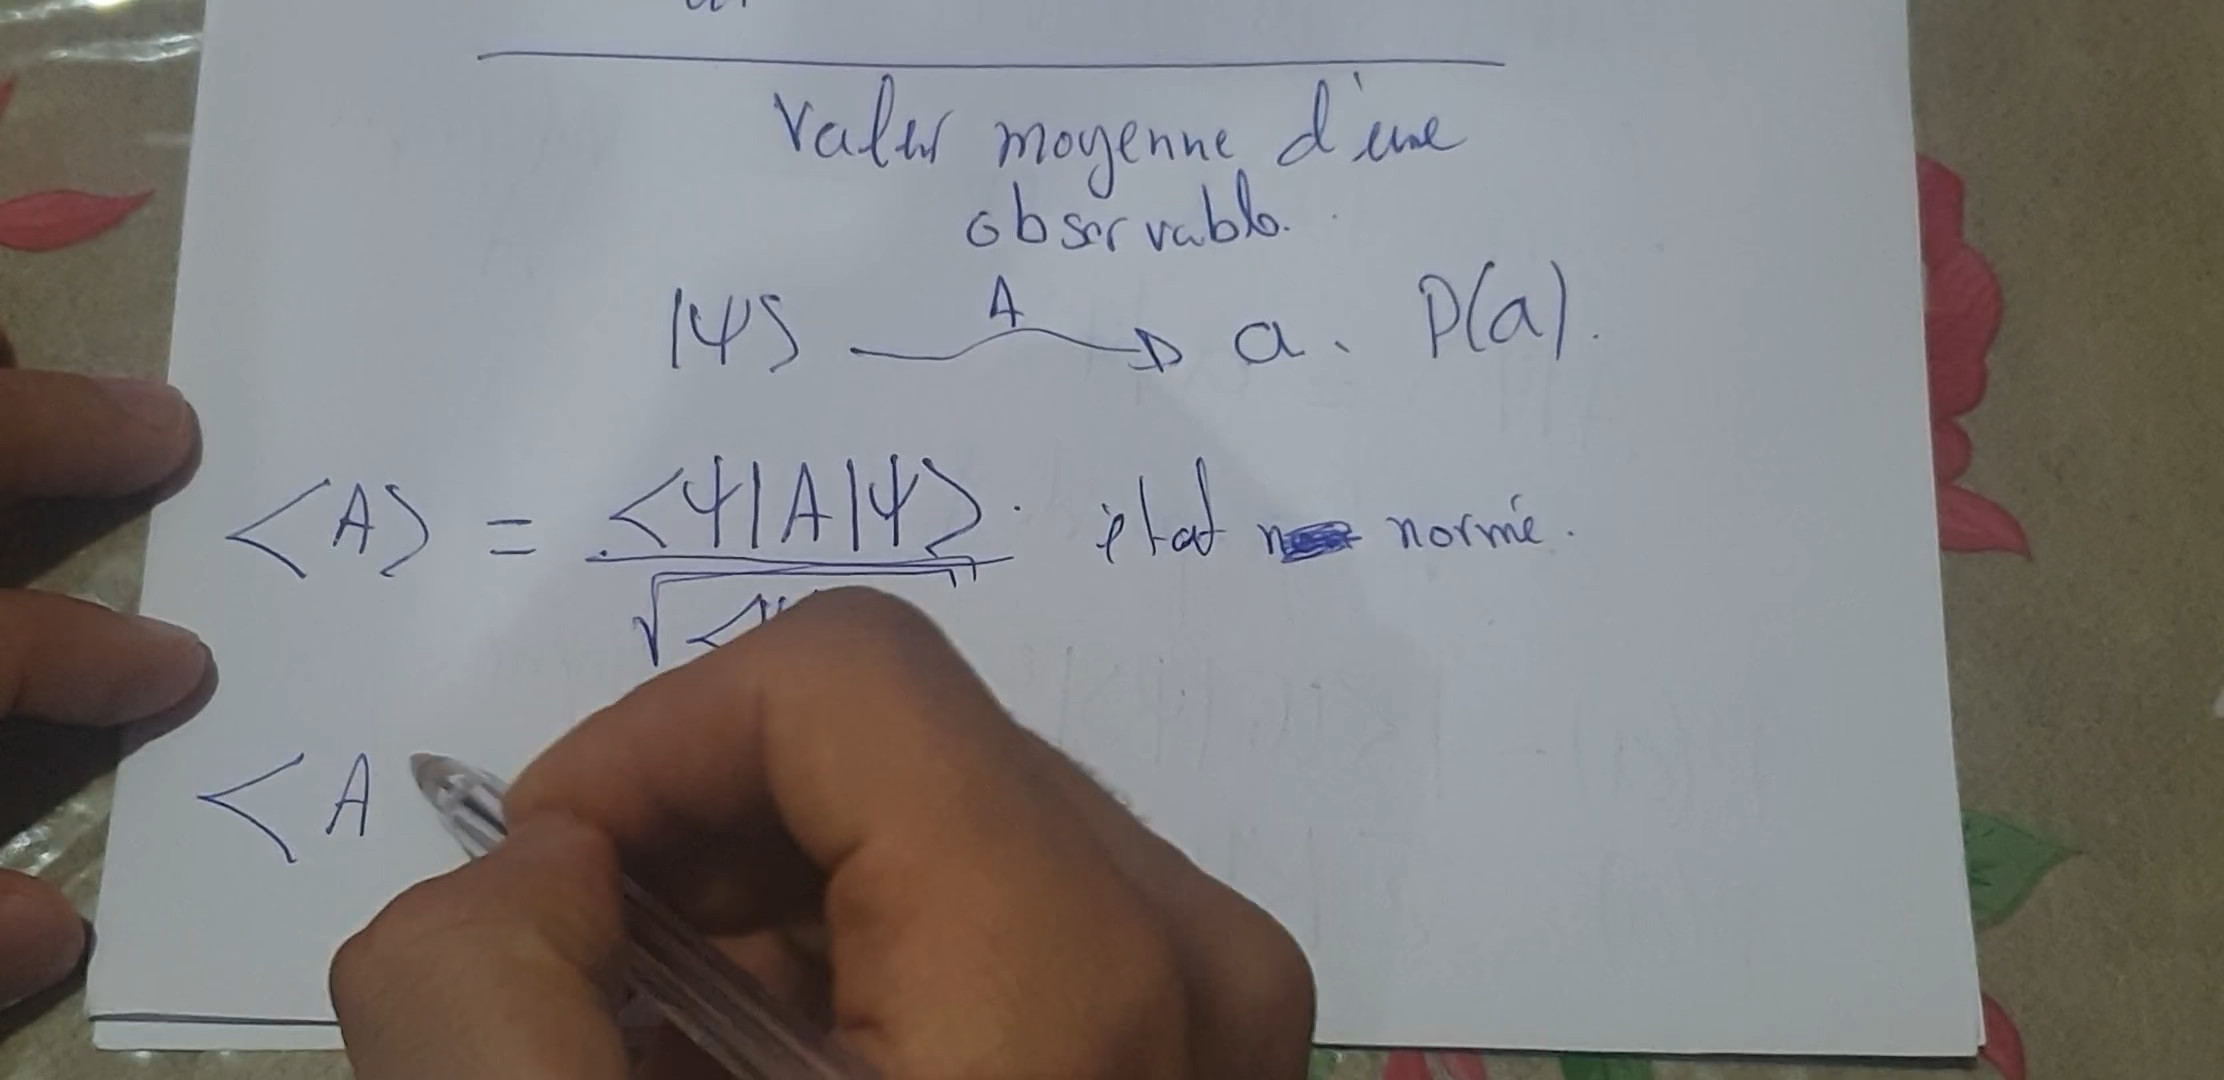 Valeur moyenne d'une
observable.
|Ψ⟩ A → a. P(a).
⟨A⟩ = ⟨Ψ|A|Ψ⟩. état normé.
√⟨
⟨A